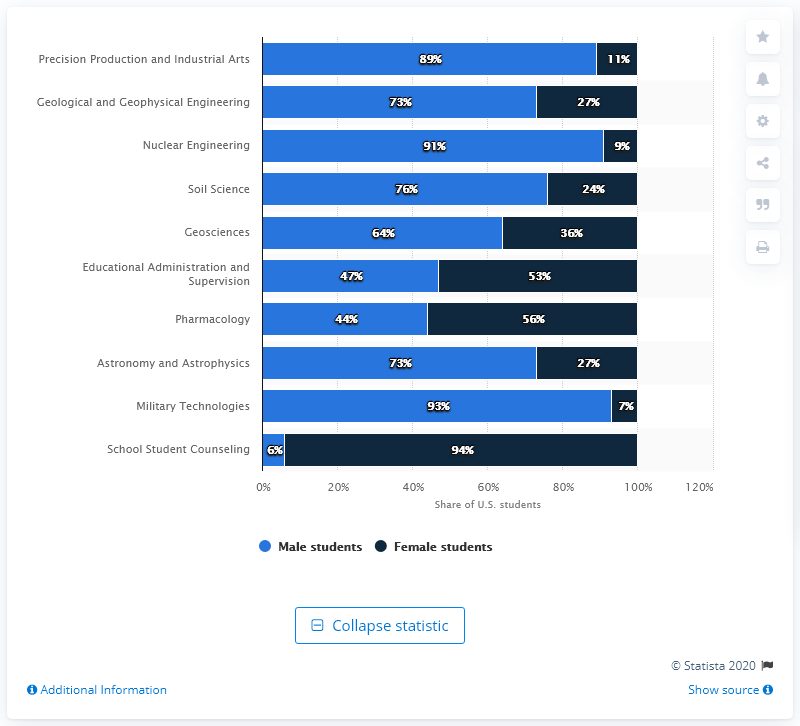 Precision Production and Industrial Arts 89% 11%
Geological and Geophysical Engineering 73% 27%
Nuclear Engineering 91% 9%
Soil Science 76% 24%
Geosciences 64% 36%
Educational Administration and
Supervision 47% 53%
Pharmacology 44% 56%
Astronomy and Astrophysics 73% 27%
Military Technologies 93% 7%
School Student Counseling 6% 94%
0% 20% 40% 60% 80% 100% 120%
Share of U.S. students
Male students Female students
Collapse statistic
© Statista 2020
Additional Information Show source